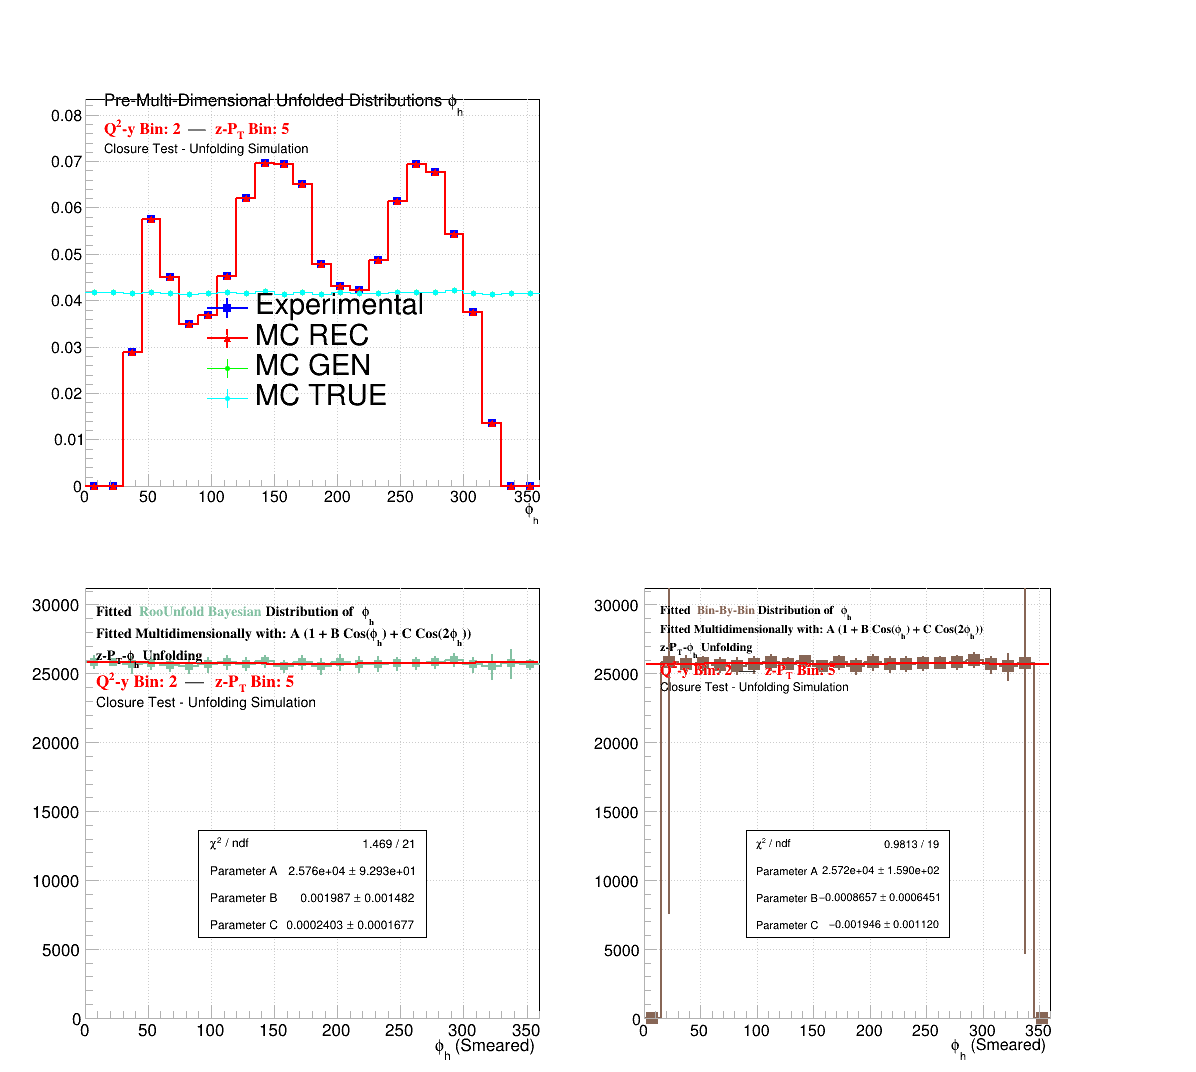 Pre-Multi-Dimensional Unfolded Distributions ϕh
Q²-y Bin: 2 — z-PT Bin: 5
Closure Test - Unfolding Simulation
0.08
0.07
0.06
0.05
0.04
0.03
0.02
0.01
0
Experimental
MC REC
MC GEN
MC TRUE
0 50 100 150 200 250 300 350
ϕh
Fitted RooUnfold Bayesian Distribution of ϕh
Fitted Multidimensionally with: A (1 + B Cos(ϕh) + C Cos(2ϕh))
z-PT-ϕh Unfolding
Q²-y Bin: 2 — z-PT Bin: 5
Closure Test - Unfolding Simulation
30000
25000
20000
15000
10000
5000
0
χ² / ndf 1.469 / 21
Parameter A 2.576e+04 ± 9.293e+01
Parameter B 0.001987 ± 0.001482
Parameter C 0.0002403 ± 0.0001677
0 50 100 150 200 250 300 350
ϕh (Smeared)
Fitted Bin-By-Bin Distribution of ϕh
Fitted Multidimensionally with: A (1 + B Cos(ϕh) + C Cos(2ϕh))
z-PT-ϕh Unfolding
Q²-y Bin: 2 — z-PT Bin: 5
Closure Test - Unfolding Simulation
30000
25000
20000
15000
10000
5000
0
χ² / ndf 0.9813 / 19
Parameter A 2.572e+04 ± 1.590e+02
Parameter B −0.0008657 ± 0.0006451
Parameter C −0.001946 ± 0.001120
0 50 100 150 200 250 300 350
ϕh (Smeared)